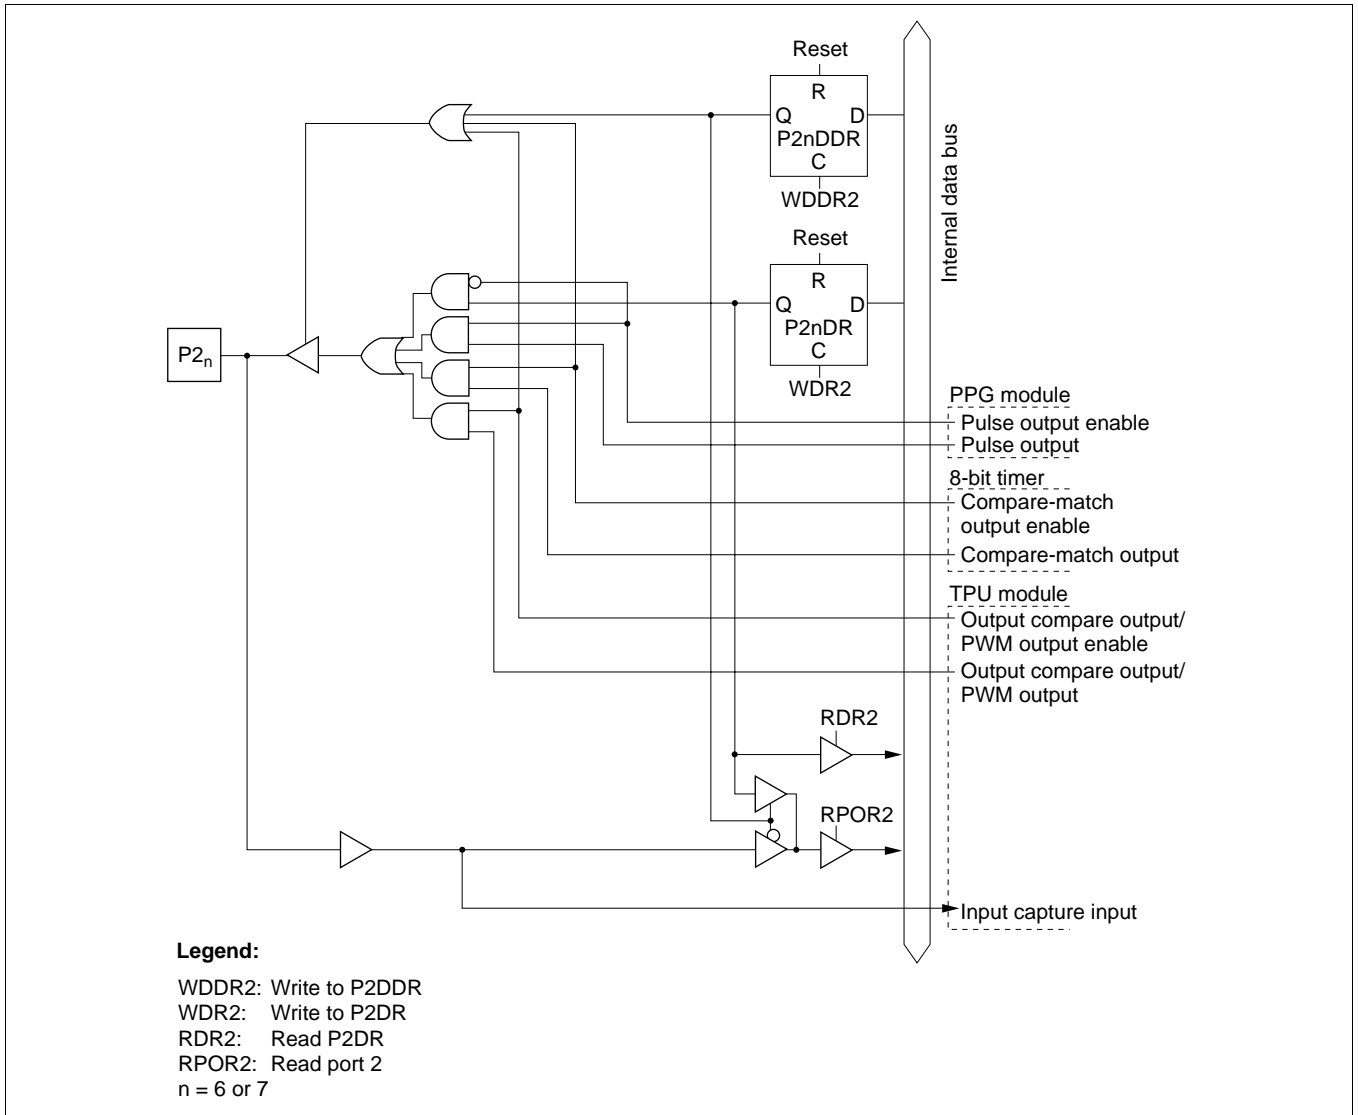 Reset
R
Q D
P2nDDR
C
WDDR2
Internal data bus
Reset
R
Q D
P2nDR
C
WDR2
P2n
PPG module
Pulse output enable
Pulse output
8-bit timer
Compare-match
output enable
Compare-match output
TPU module
Output compare output/
PWM output enable
Output compare output/
PWM output
RDR2
RPOR2
Input capture input
Legend:
WDDR2: Write to P2DDR
WDR2: Write to P2DR
RDR2: Read P2DR
RPOR2: Read port 2
n = 6 or 7